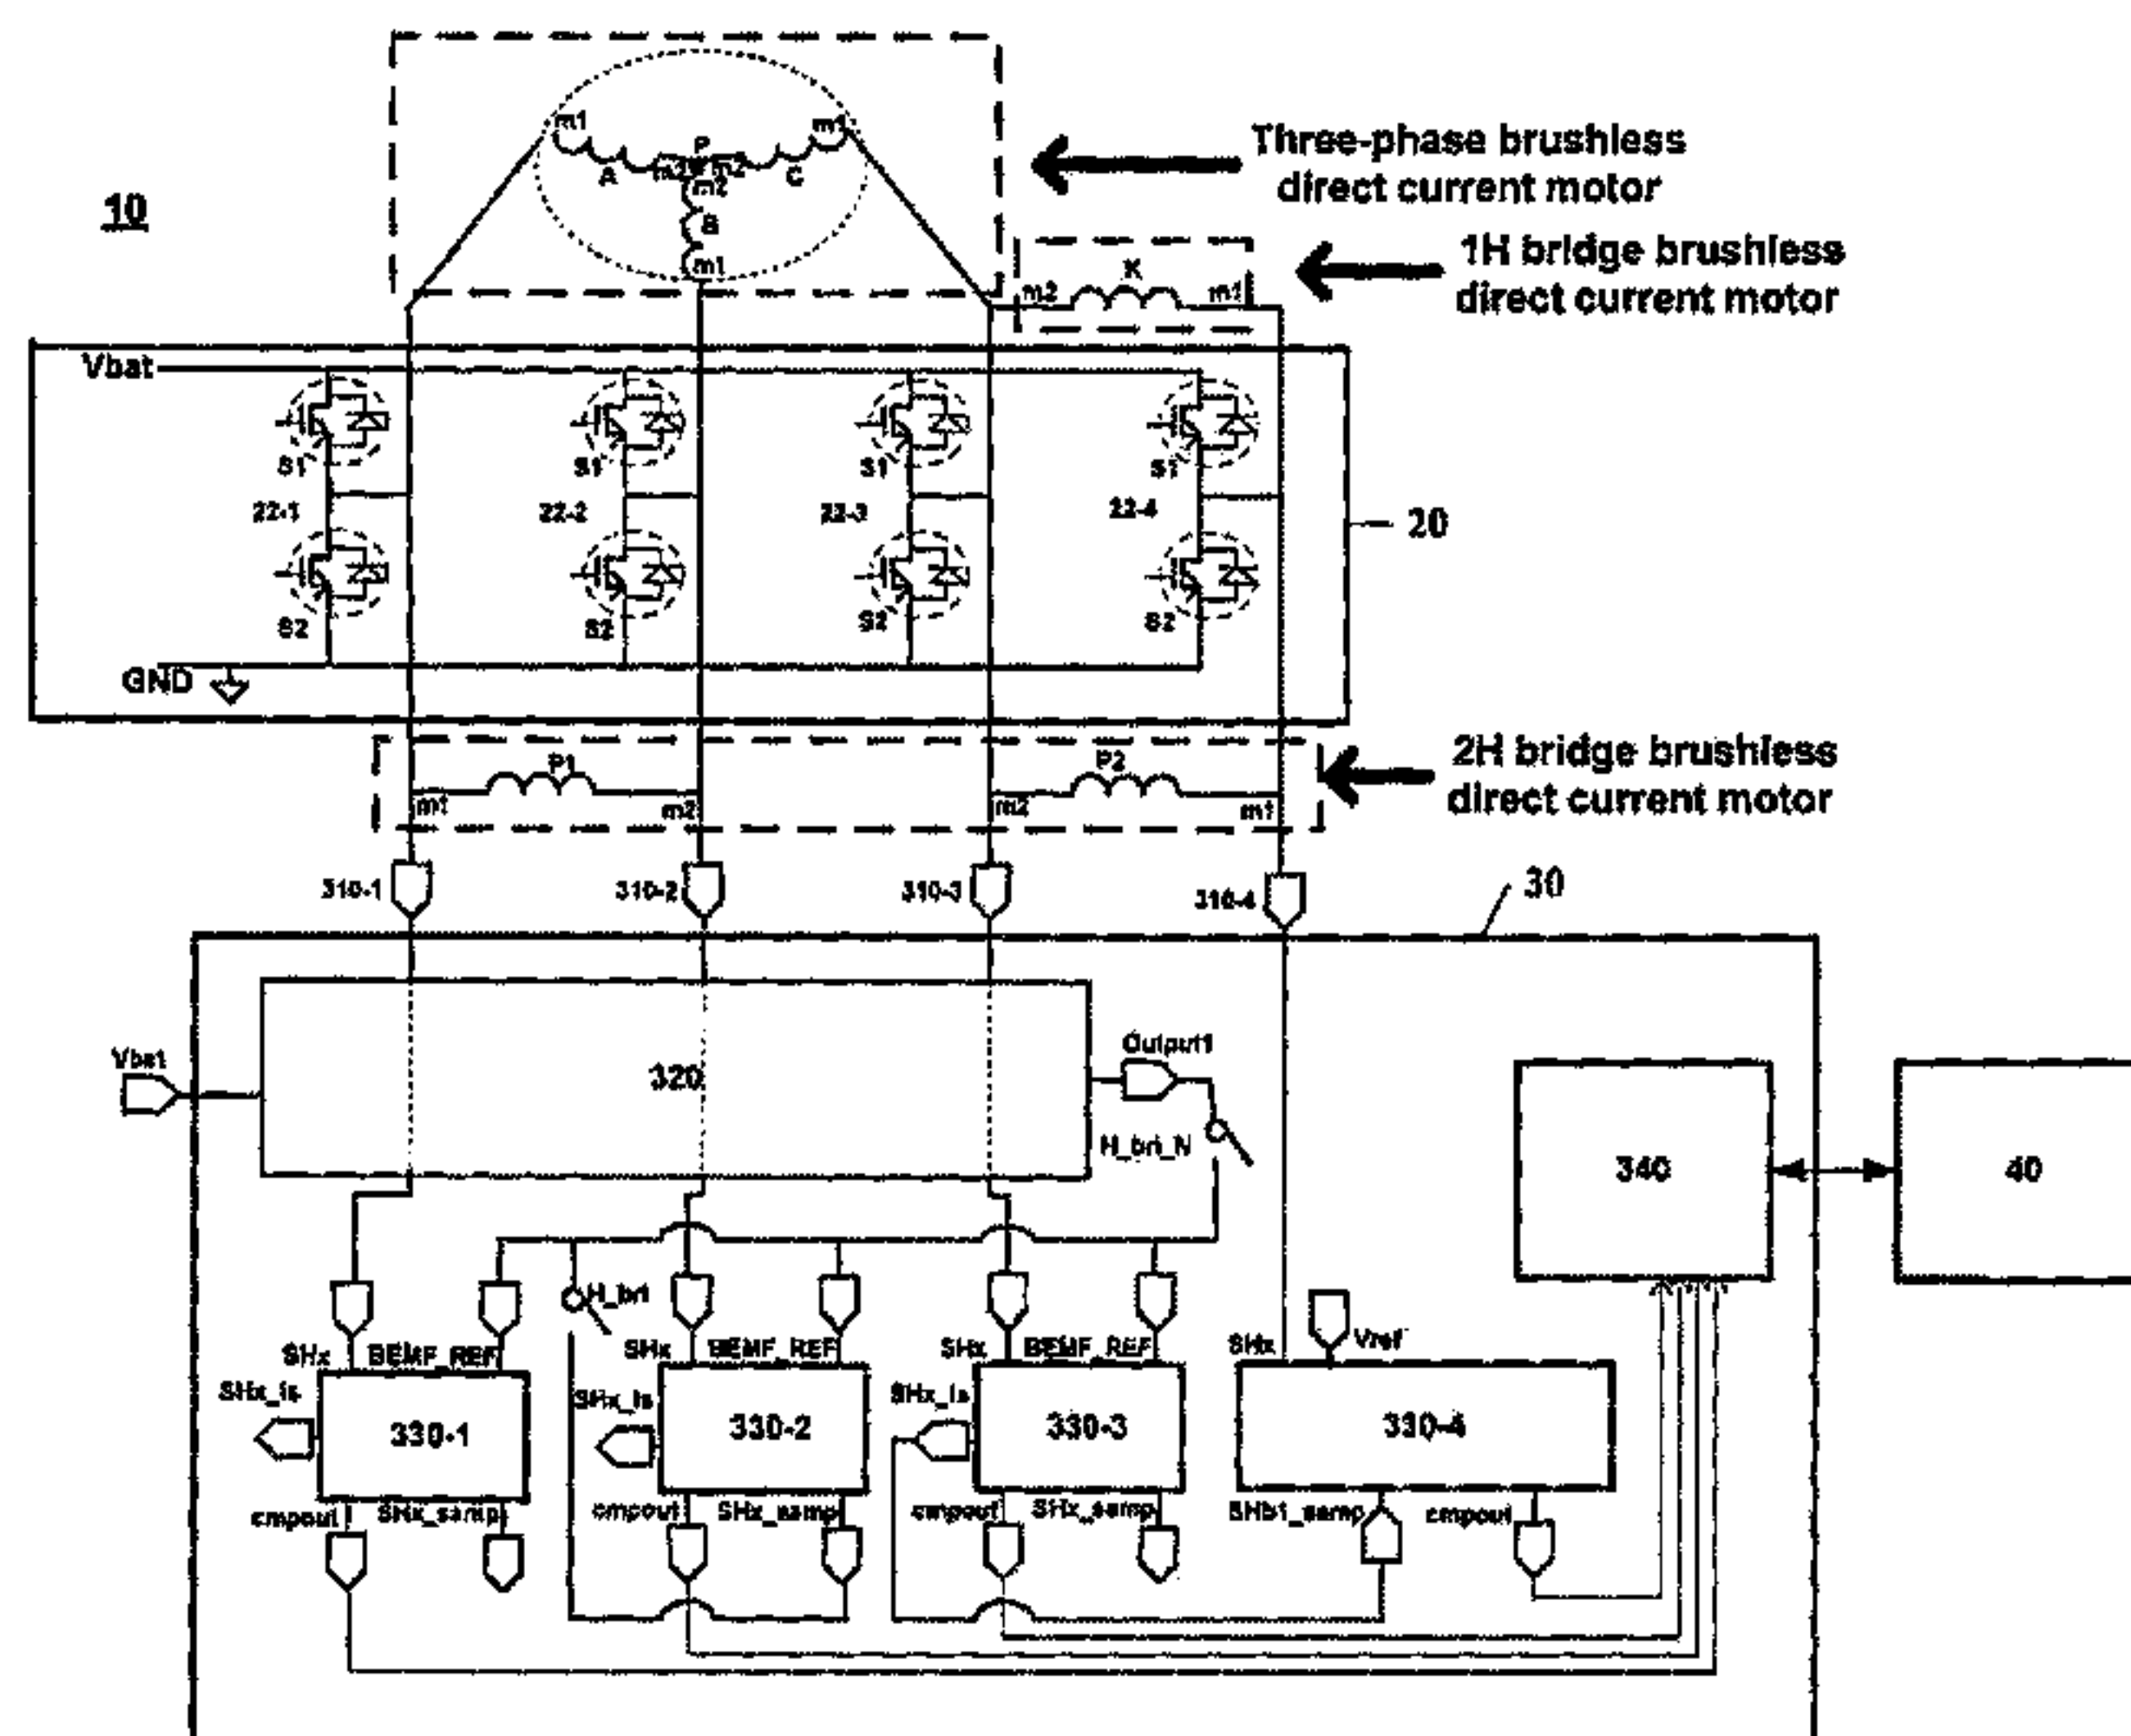 10
m1
m1
P
A
m2
m2
C
m2
B
m1
Three-phase brushless
direct current motor
1H bridge brushless
direct current motor
K
m2
m1
Vbat
S1
S1
S1
S1
22-1
22-2
22-3
22-4
20
S2
S2
S2
S2
GND
P1
P2
m1
m2
m2
m1
2H bridge brushless
direct current motor
310-1
310-2
310-3
310-4
30
Vbat
320
Output1
H_bri_N
340
40
H_bri
SHx
BEMF_REF
SHx
BEMF_REF
SHx
BEMF_REF
SHx
Vref
SHx_is
330-1
SHx_is
330-2
SHx_is
330-3
330-4
cmpout
SHx_samp
cmpout
SHx_samp
cmpout
SHx_samp
SHb1_samp
cmpout